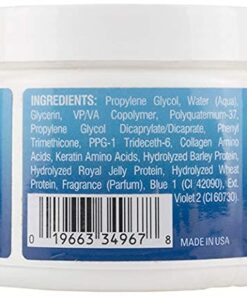 INGREDIENTS: Propylene Glycol, Water (Aqua),
Glycerin, VP/VA Copolymer, Polyquaternium-37,
Propylene Glycol Dicaprylate/Dicaprate, Phenyl
Trimethicone, PPG-1 Trideceth-6, Collagen Amino
Acids, Keratin Amino Acids, Hydrolyzed Barley Protein,
Hydrolyzed Royal Jelly Protein, Hydrolyzed Wheat
Protein, Fragrance (Parfum), Blue 1 (CI 42090), Ext.
Violet 2 (CI 60730).
0 19663 34967 8
MADE IN USA